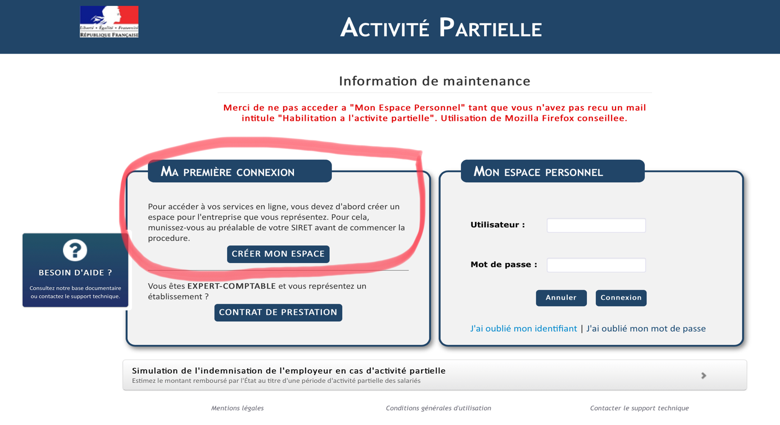 Liberté • Égalité • Fraternité
RÉPUBLIQUE FRANÇAISE
ACTIVITÉ PARTIELLE
Information de maintenance
Merci de ne pas acceder a "Mon Espace Personnel" tant que vous n'avez pas recu un mail
intitule "Habilitation a l'activite partielle". Utilisation de Mozilla Firefox conseillee.
MA PREMIÈRE CONNEXION
Pour accéder à vos services en ligne, vous devez d'abord créer un
espace pour l'entreprise que vous représentez. Pour cela,
munissez-vous au préalable de votre SIRET avant de commencer la
procedure.
CRÉER MON ESPACE
Vous êtes EXPERT-COMPTABLE et vous représentez un
établissement ?
CONTRAT DE PRESTATION
MON ESPACE PERSONNEL
Utilisateur :
Mot de passe :
Annuler
Connexion
J'ai oublié mon identifiant | J'ai oublié mon mot de passe
?
BESOIN D'AIDE ?
Consultez notre base documentaire
ou contactez le support technique.
Simulation de l'indemnisation de l'employeur en cas d'activité partielle
Estimez le montant remboursé par l'État au titre d'une période d'activité partielle des salariés
Mentions légales
Conditions générales d'utilisation
Contacter le support technique